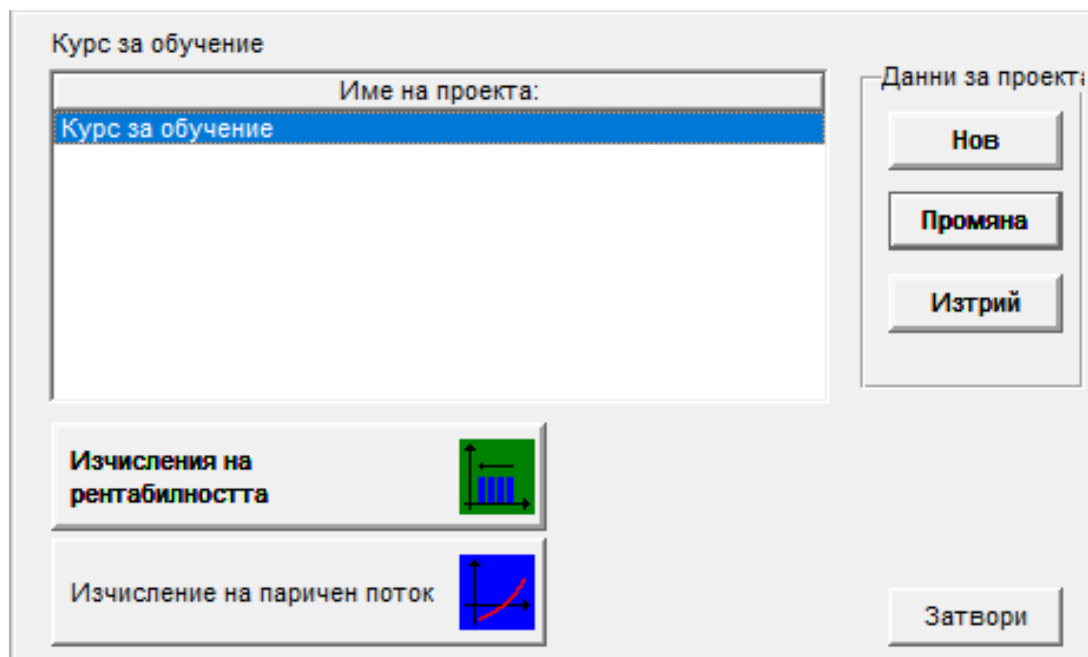 Курс за обучение
Име на проекта:
Курс за обучение
Данни за проекта
Нов
Промяна
Изтрий
Изчисления на
рентабилността
Изчисление на паричен поток
Затвори